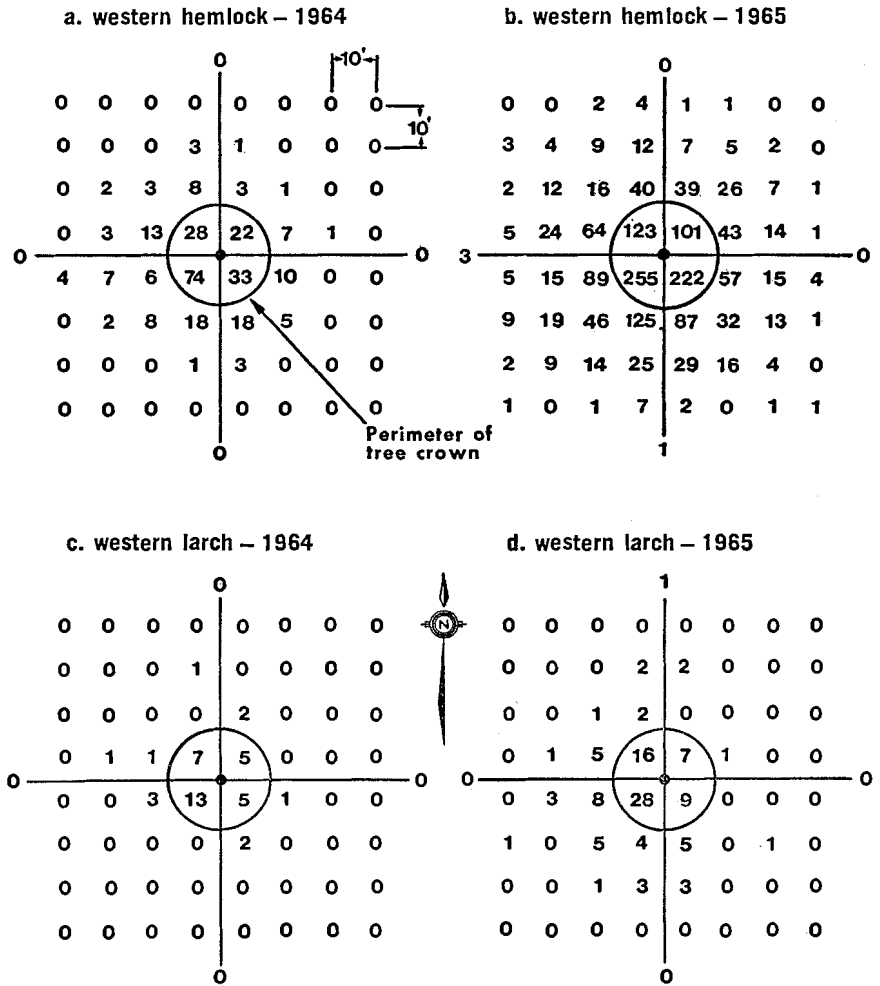 a. western hemlock – 1964
0
10'
0 0 0 0 0 0 0 0
10'
0 0 0 3 1 0 0 0
0 2 3 8 3 1 0 0
0 3 13 28 22 7 1 0
0 0
4 7 6 74 33 10 0 0
0 2 8 18 18 5 0 0
0 0 0 1 3 0 0 0
0 0 0 0 0 0 0 0
Perimeter of
tree crown
0
b. western hemlock – 1965
0
0 0 2 4 1 1 0 0
3 4 9 12 7 5 2 0
2 12 16 40 39 26 7 1
5 24 64 123 101 43 14 1
3 0
5 15 89 255 222 57 15 4
9 19 46 125 87 32 13 1
2 9 14 25 29 16 4 0
1 0 1 7 2 0 1 1
1
c. western larch – 1964
0
0 0 0 0 0 0 0 0
0 0 0 1 0 0 0 0
0 0 0 0 2 0 0 0
0 1 1 7 5 0 0 0
0 0
0 0 3 13 5 1 0 0
0 0 0 0 2 0 0 0
0 0 0 0 0 0 0 0
0 0 0 0 0 0 0 0
0
N
d. western larch – 1965
1
0 0 0 0 0 0 0 0
0 0 0 2 2 0 0 0
0 0 1 2 0 0 0 0
0 1 5 16 7 1 0 0
0 0
0 3 8 28 9 0 0 0
1 0 5 4 5 0 1 0
0 0 1 3 3 0 0 0
0 0 0 0 0 0 0 0
0